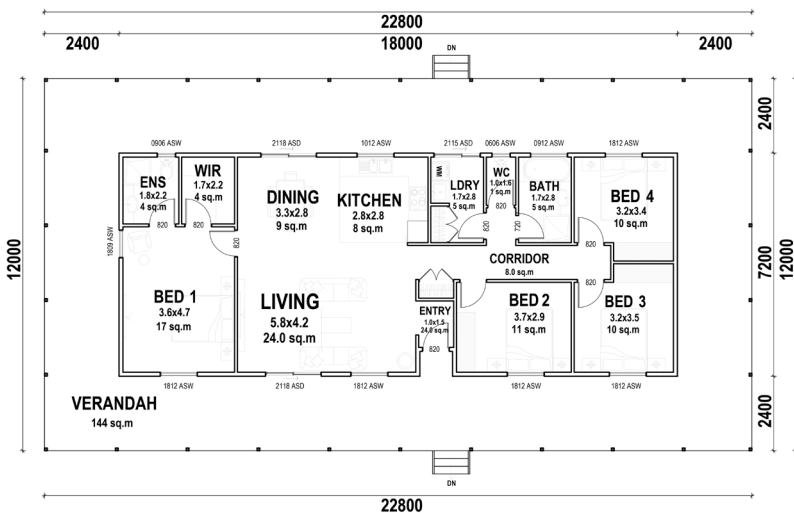 22800
2400
18000
2400
DN
0906 ASW
2118 ASD
1012 ASW
2115 ASD
0606 ASW
0912 ASW
1812 ASW
2400
12000
7200
12000
2400
ENS
1.8x2.2
4 sq.m
820
WIR
1.7x2.2
4 sq.m
820
820
1809 ASW
DINING
3.3x2.8
9 sq.m
KITCHEN
2.8x2.8
8 sq.m
WM
LDRY
1.7x2.8
5 sq.m
820
WC
1.0x1.6
1 sq.m
820
720
BATH
1.7x2.8
5 sq.m
BED 4
3.2x3.4
10 sq.m
820
CORRIDOR
8.0 sq.m
BED 1
3.6x4.7
17 sq.m
LIVING
5.8x4.2
24.0 sq.m
ENTRY
1.0x1.5
24.0 sq.m
820
820
BED 2
3.7x2.9
11 sq.m
820
BED 3
3.2x3.5
10 sq.m
1812 ASW
2118 ASD
1812 ASW
1812 ASW
1812 ASW
VERANDAH
144 sq.m
DN
22800